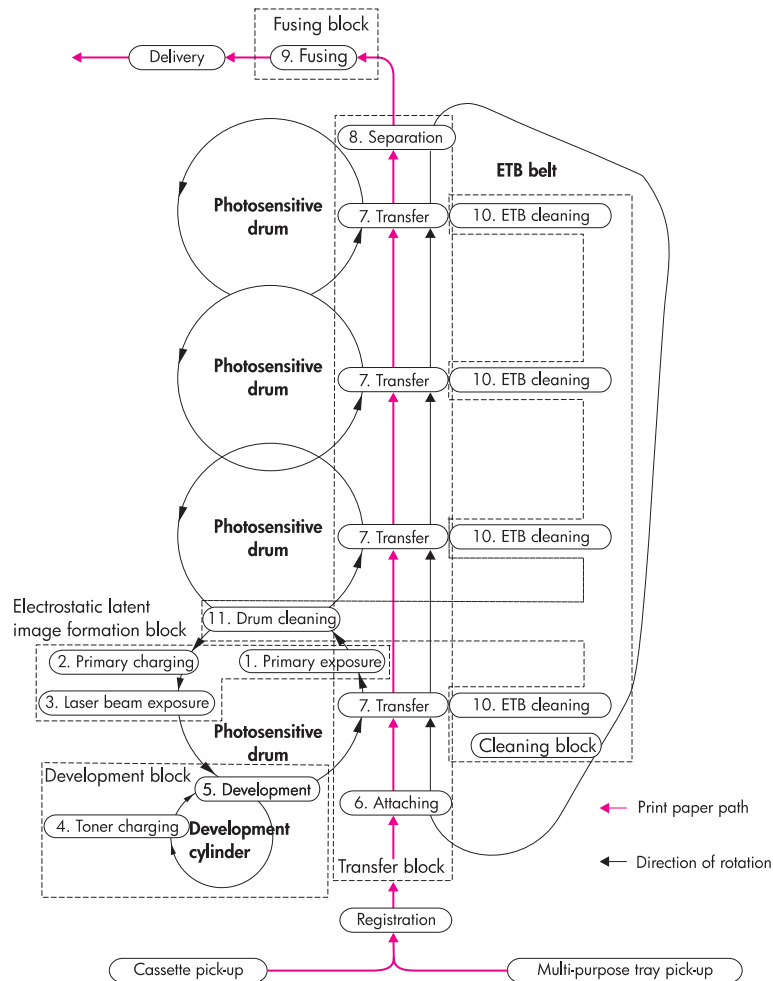 Fusing block
Delivery
9. Fusing
8. Separation
ETB belt
Photosensitive
drum
7. Transfer
10. ETB cleaning
Photosensitive
drum
7. Transfer
10. ETB cleaning
Photosensitive
drum
7. Transfer
10. ETB cleaning
Electrostatic latent
image formation block
11. Drum cleaning
2. Primary charging
1. Primary exposure
3. Laser beam exposure
7. Transfer
10. ETB cleaning
Photosensitive
drum
Cleaning block
Development block
5. Development
6. Attaching
4. Toner charging
Development
cylinder
Transfer block
Print paper path
Direction of rotation
Registration
Cassette pick-up
Multi-purpose tray pick-up